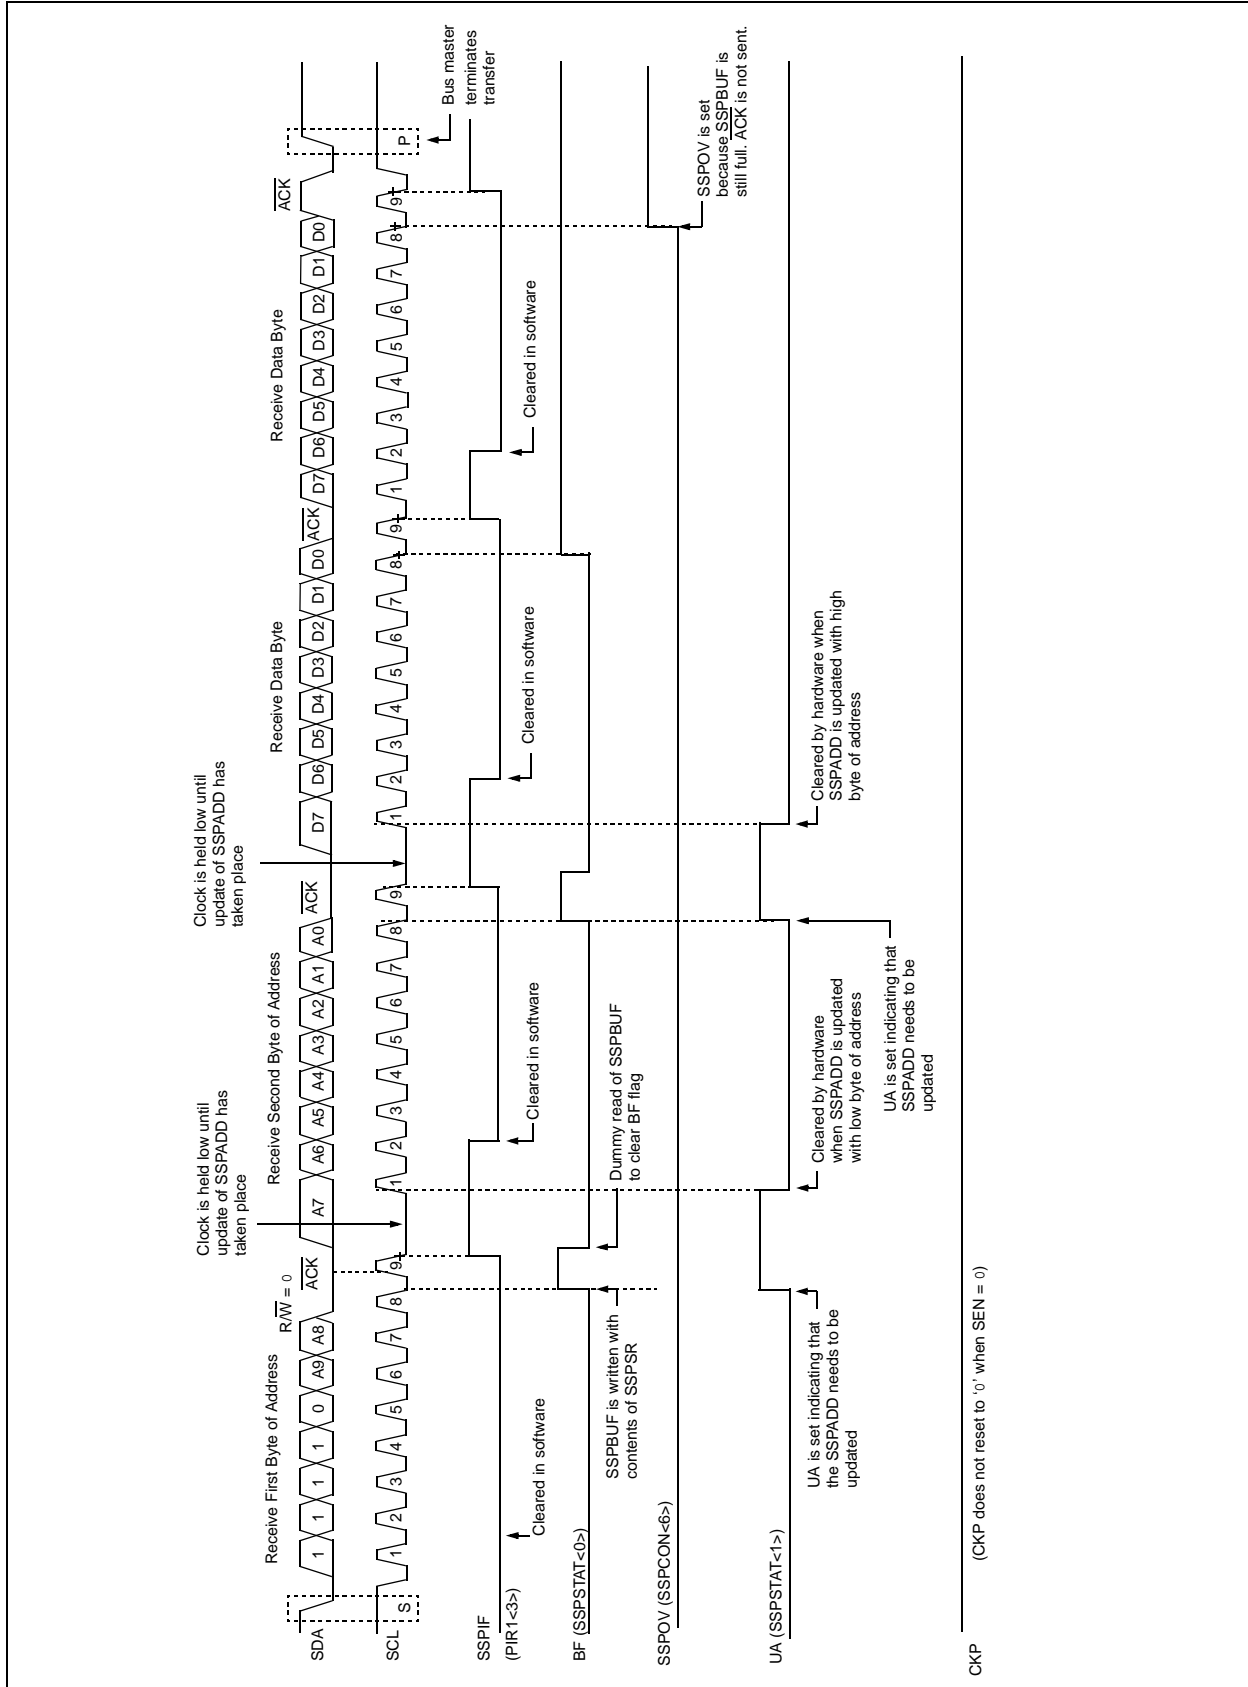 Receive First Byte of Address
R/W = 0
Clock is held low until
update of SSPADD has
taken place
Receive Second Byte of Address
Clock is held low until
update of SSPADD has
taken place
Receive Data Byte
Receive Data Byte
SDA
1 1 1 1 0 A9 A8 ACK A7 A6 A5 A4 A3 A2 A1 A0 ACK D7 D6 D5 D4 D3 D2 D1 D0 ACK D7 D6 D5 D4 D3 D2 D1 D0 ACK
SCL
S 1 2 3 4 5 6 7 8 9 1 2 3 4 5 6 7 8 9 1 2 3 4 5 6 7 8 9 1 2 3 4 5 6 7 8 9 P
Bus master
terminates
transfer
SSPIF
(PIR1<3>)
Cleared in software
Cleared in software
Cleared in software
Cleared in software
BF (SSPSTAT<0>)
SSPBUF is written with
contents of SSPSR
Dummy read of SSPBUF
to clear BF flag
SSPOV (SSPCON<6>)
SSPOV is set
because SSPBUF is
still full. ACK is not sent.
UA (SSPSTAT<1>)
UA is set indicating that
the SSPADD needs to be
updated
Cleared by hardware
when SSPADD is updated
with low byte of address
UA is set indicating that
SSPADD needs to be
updated
Cleared by hardware when
SSPADD is updated with high
byte of address
CKP
(CKP does not reset to ‘0’ when SEN = 0)